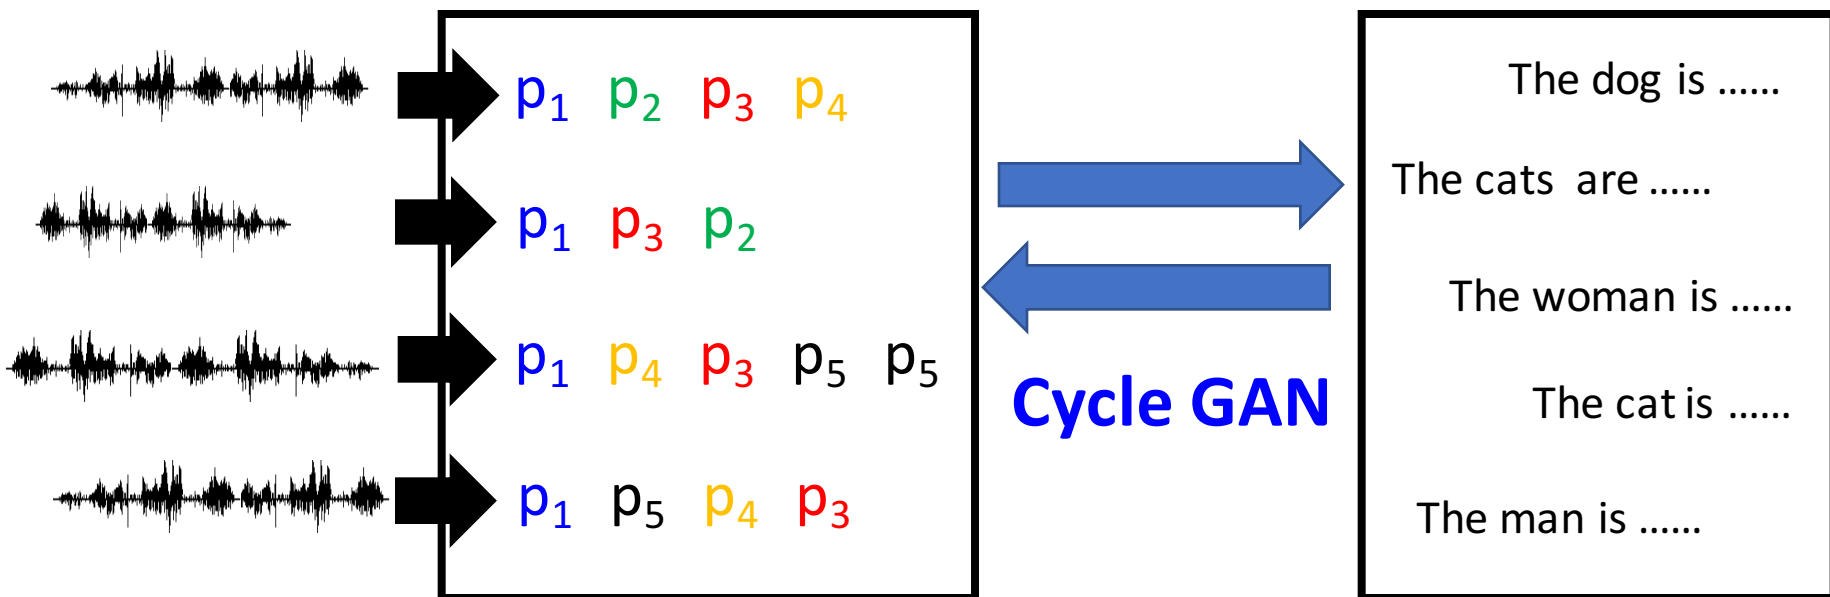 p1 p2 p3 p4
p1 p3 p2
p1 p4 p3 p5 p5
p1 p5 p4 p3
Cycle GAN
The dog is ......
The cats are ......
The woman is ......
The cat is ......
The man is ......